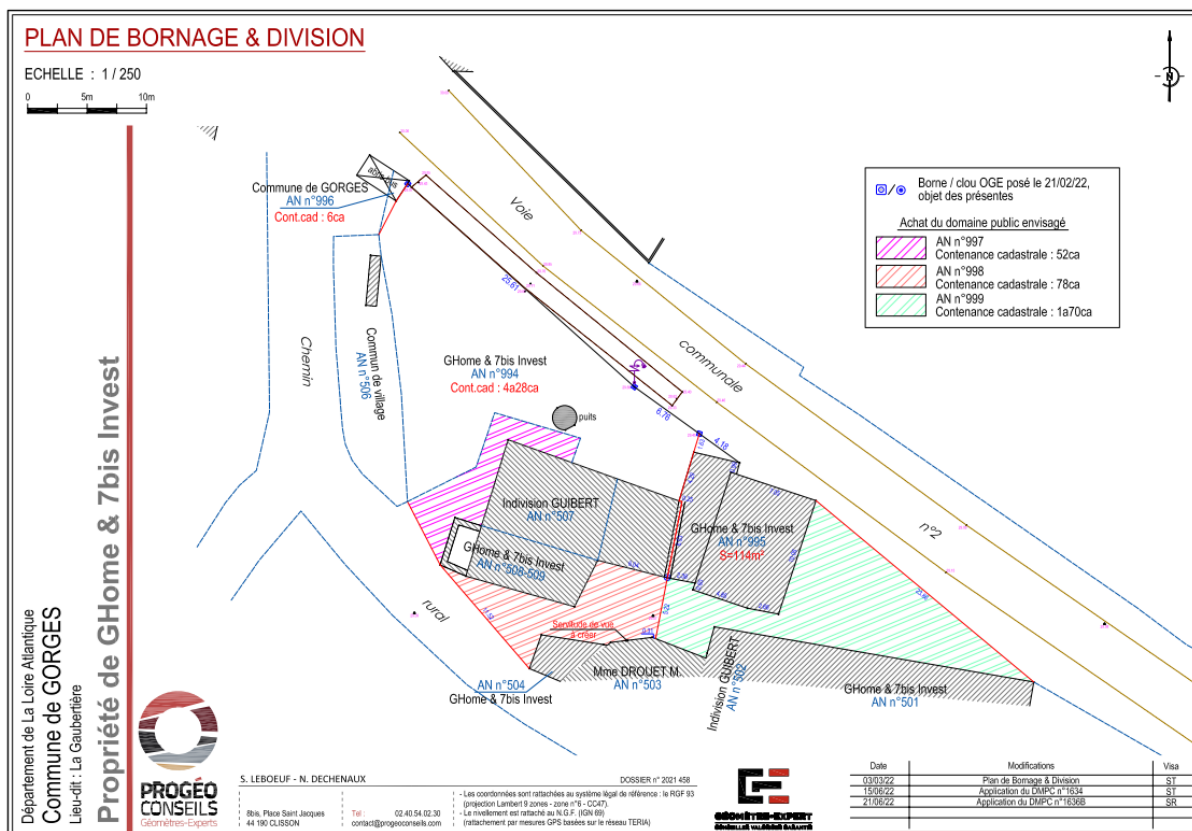 PLAN DE BORNAGE & DIVISION
ECHELLE : 1 / 250
0 5m 10m
N
Commune de GORGES
AN n°996
Cont.cad : 6ca
Voie
communale
n°2
Borne / clou OGE posé le 21/02/22,
objet des présentes
Achat du domaine public envisagé
AN n°997
Contenance cadastrale : 52ca
AN n°998
Contenance cadastrale : 78ca
AN n°999
Contenance cadastrale : 1a70ca
25.61
Chemin
Commun de village
AN n°506
GHome & 7bis Invest
AN n°994
Cont.cad : 4a28ca
puits
6.76
4.18
Indivision GUIBERT
AN n°507
GHome & 7bis Invest
AN n°995
S=114m²
GHome & 7bis Invest
AN n°508-509
rural
Servitude de vue
à créer
5.22
Mme DROUET M.
AN n°503
AN n°504
GHome & 7bis Invest
Indivision GUIBERT
AN n°502
GHome & 7bis Invest
AN n°501
Département de La Loire Atlantique
Commune de GORGES
Lieu-dit : La Gaubertière
Propriété de GHome & 7bis Invest
PROGÉO
CONSEILS
Géomètres-Experts
S. LEBOEUF - N. DECHENAUX
DOSSIER n° 2021 458
8bis, Place Saint Jacques
44 190 CLISSON
Tel : 02.40.54.02.30
contact@progeoconseils.com
- Les coordonnées sont rattachées au système légal de référence : le RGF 93
(projection Lambert 9 zones - zone n°6 - CC47).
- Le nivellement est rattaché au N.G.F. (IGN 69)
(rattachement par mesures GPS basées sur le réseau TERIA)
GÉOMÈTRE-EXPERT
Date Modifications Visa
03/03/22 Plan de Bornage & Division ST
15/06/22 Application du DMPC n°1634 ST
21/06/22 Application du DMPC n°1636B SR